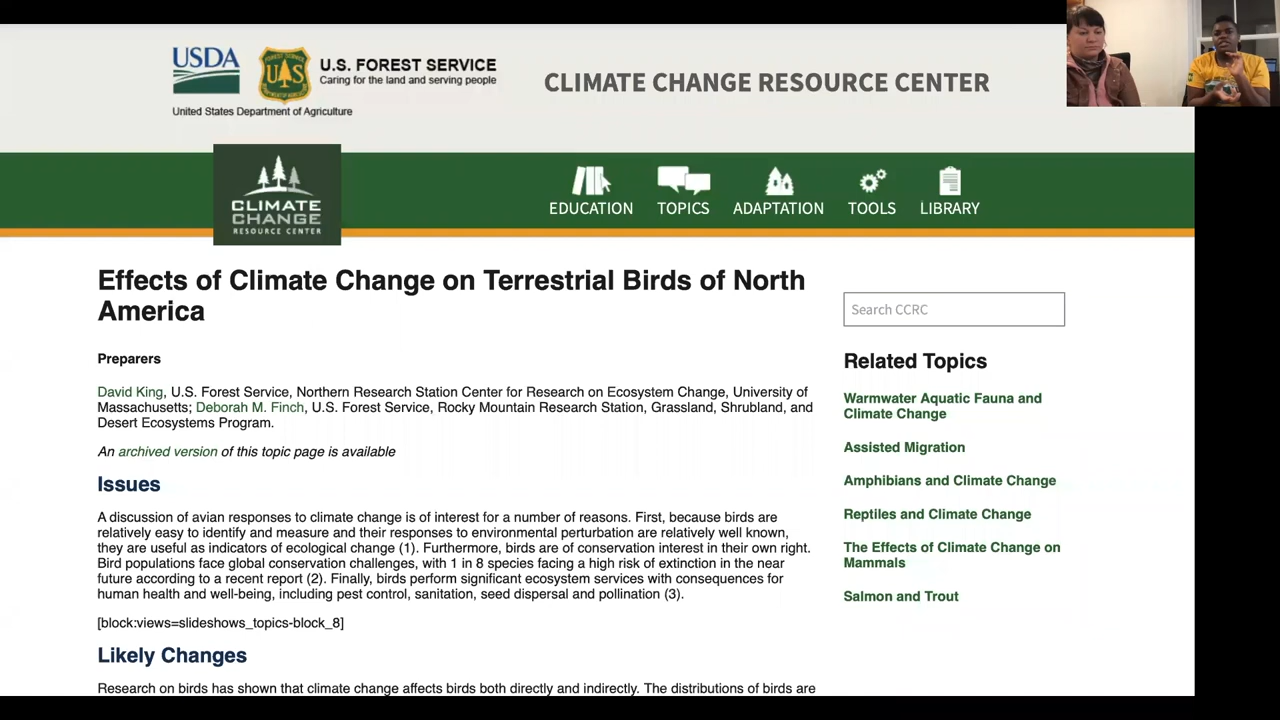 USDA
U.S. FOREST SERVICE
Caring for the land and serving people
United States Department of Agriculture
FOREST SERVICE
UAS
CLIMATE CHANGE RESOURCE CENTER
CLIMATE
CHANGE
RESOURCE CENTER
EDUCATION TOPICS ADAPTATION TOOLS LIBRARY
Effects of Climate Change on Terrestrial Birds of North
America
Preparers
David King, U.S. Forest Service, Northern Research Station Center for Research on Ecosystem Change, University of
Massachusetts; Deborah M. Finch, U.S. Forest Service, Rocky Mountain Research Station, Grassland, Shrubland, and
Desert Ecosystems Program.
An archived version of this topic page is available
Issues
A discussion of avian responses to climate change is of interest for a number of reasons. First, because birds are
relatively easy to identify and measure and their responses to environmental perturbation are relatively well known,
they are useful as indicators of ecological change (1). Furthermore, birds are of conservation interest in their own right.
Bird populations face global conservation challenges, with 1 in 8 species facing a high risk of extinction in the near
future according to a recent report (2). Finally, birds perform significant ecosystem services with consequences for
human health and well-being, including pest control, sanitation, seed dispersal and pollination (3).
[block:views=slideshows_topics-block_8]
Likely Changes
Research on birds has shown that climate change affects birds both directly and indirectly. The distributions of birds are
Search CCRC
Related Topics
Warmwater Aquatic Fauna and
Climate Change
Assisted Migration
Amphibians and Climate Change
Reptiles and Climate Change
The Effects of Climate Change on
Mammals
Salmon and Trout